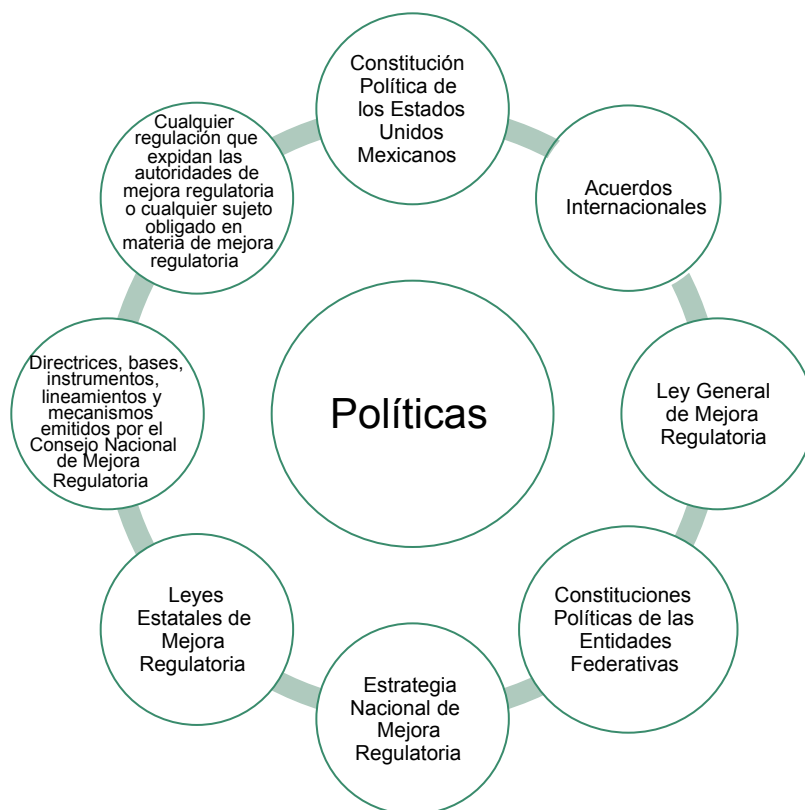 Constitución
Política de
los Estados
Unidos
Mexicanos
Acuerdos
Internacionales
Ley General
de Mejora
Regulatoria
Constituciones
Políticas de las
Entidades
Federativas
Estrategia
Nacional de
Mejora
Regulatoria
Leyes
Estatales de
Mejora
Regulatoria
Directrices, bases,
instrumentos,
lineamientos y
mecanismos
emitidos por el
Consejo Nacional
de Mejora
Regulatoria
Cualquier
regulación que
expidan las
autoridades de
mejora regulatoria
o cualquier sujeto
obligado en
materia de mejora
regulatoria
Políticas